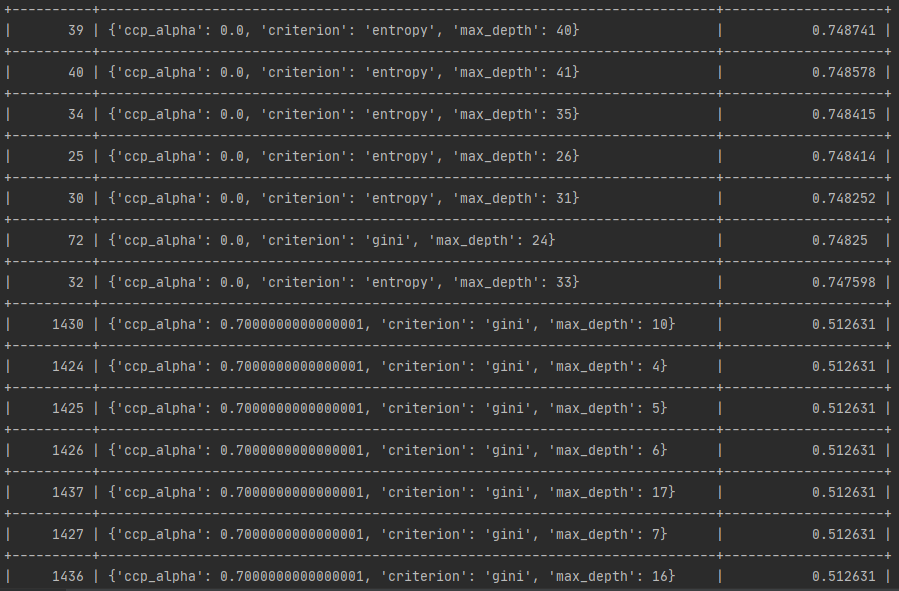 +----------+-----------------------------------------------------------------------------+--------------------+
|       39 | {'ccp_alpha': 0.0, 'criterion': 'entropy', 'max_depth': 40}                 |           0.748741 |
+----------+-----------------------------------------------------------------------------+--------------------+
|       40 | {'ccp_alpha': 0.0, 'criterion': 'entropy', 'max_depth': 41}                 |           0.748578 |
+----------+-----------------------------------------------------------------------------+--------------------+
|       34 | {'ccp_alpha': 0.0, 'criterion': 'entropy', 'max_depth': 35}                 |           0.748415 |
+----------+-----------------------------------------------------------------------------+--------------------+
|       25 | {'ccp_alpha': 0.0, 'criterion': 'entropy', 'max_depth': 26}                 |           0.748414 |
+----------+-----------------------------------------------------------------------------+--------------------+
|       30 | {'ccp_alpha': 0.0, 'criterion': 'entropy', 'max_depth': 31}                 |           0.748252 |
+----------+-----------------------------------------------------------------------------+--------------------+
|       72 | {'ccp_alpha': 0.0, 'criterion': 'gini', 'max_depth': 24}                    |           0.74825  |
+----------+-----------------------------------------------------------------------------+--------------------+
|       32 | {'ccp_alpha': 0.0, 'criterion': 'entropy', 'max_depth': 33}                 |           0.747598 |
+----------+-----------------------------------------------------------------------------+--------------------+
|     1430 | {'ccp_alpha': 0.7000000000000001, 'criterion': 'gini', 'max_depth': 10}     |           0.512631 |
+----------+-----------------------------------------------------------------------------+--------------------+
|     1424 | {'ccp_alpha': 0.7000000000000001, 'criterion': 'gini', 'max_depth': 4}      |           0.512631 |
+----------+-----------------------------------------------------------------------------+--------------------+
|     1425 | {'ccp_alpha': 0.7000000000000001, 'criterion': 'gini', 'max_depth': 5}      |           0.512631 |
+----------+-----------------------------------------------------------------------------+--------------------+
|     1426 | {'ccp_alpha': 0.7000000000000001, 'criterion': 'gini', 'max_depth': 6}      |           0.512631 |
+----------+-----------------------------------------------------------------------------+--------------------+
|     1437 | {'ccp_alpha': 0.7000000000000001, 'criterion': 'gini', 'max_depth': 17}     |           0.512631 |
+----------+-----------------------------------------------------------------------------+--------------------+
|     1427 | {'ccp_alpha': 0.7000000000000001, 'criterion': 'gini', 'max_depth': 7}      |           0.512631 |
+----------+-----------------------------------------------------------------------------+--------------------+
|     1436 | {'ccp_alpha': 0.7000000000000001, 'criterion': 'gini', 'max_depth': 16}     |           0.512631 |